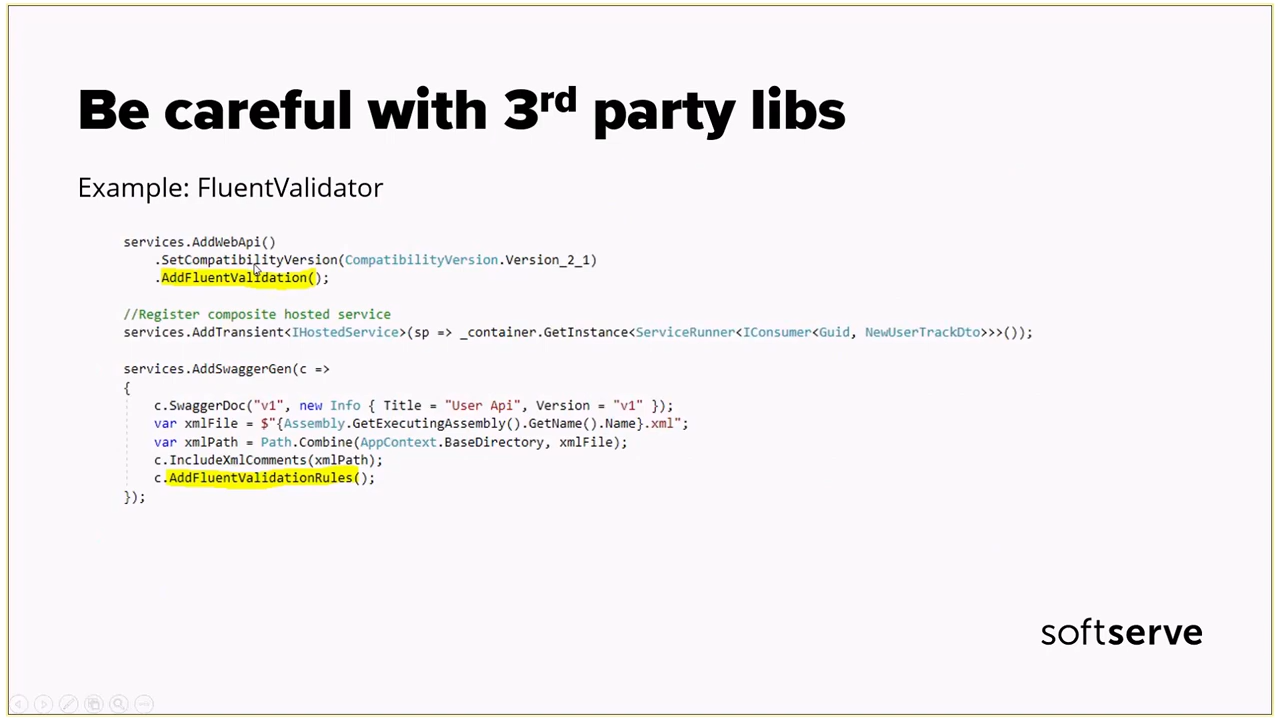 Be careful with 3rd party libs
Example: FluentValidator
services.AddWebApi()
.SetCompatibilityVersion(CompatibilityVersion.Version_2_1)
.AddFluentValidation();
//Register composite hosted service
services.AddTransient<IHostedService>(sp => _container.GetInstance<ServiceRunner<IConsumer<Guid, NewUserTrackDto>>>());
services.AddSwaggerGen(c =>
{
c.SwaggerDoc("v1", new Info { Title = "User Api", Version = "v1" });
var xmlFile = $"{Assembly.GetExecutingAssembly().GetName().Name}.xml";
var xmlPath = Path.Combine(AppContext.BaseDirectory, xmlFile);
c.IncludeXmlComments(xmlPath);
c.AddFluentValidationRules();
});
softserve